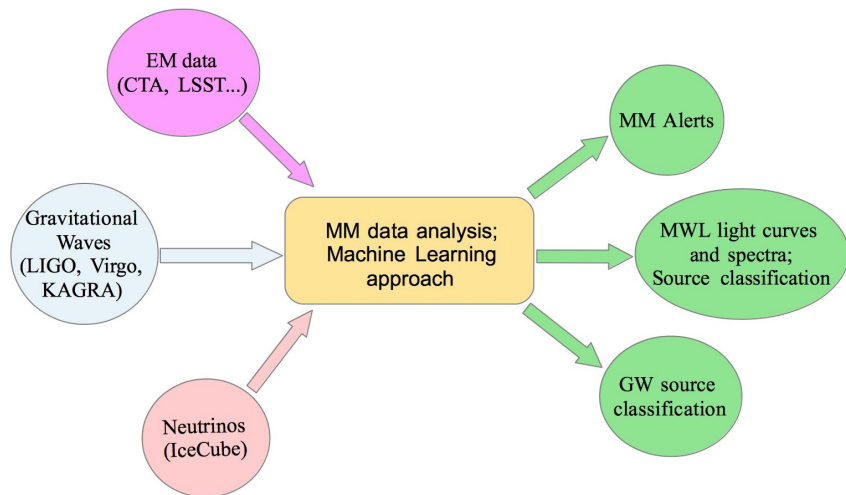 EM data
(CTA, LSST...)
Gravitational
Waves
(LIGO, Virgo,
KAGRA)
Neutrinos
(IceCube)
MM data analysis;
Machine Learning
approach
MM Alerts
MWL light curves
and spectra;
Source classification
GW source
classification